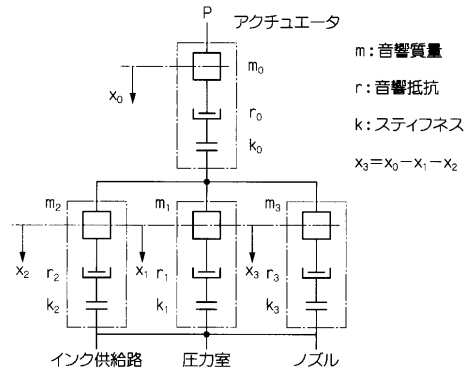 P
アクチュエータ
m₀
x₀
r₀
k₀
m:音響質量
r:音響抵抗
k:スティフネス
x₃=x₀−x₁−x₂
m₂
m₁
m₃
x₂
r₂
x₁
r₁
x₃
r₃
k₂
k₁
k₃
インク供給路
圧力室
ノズル